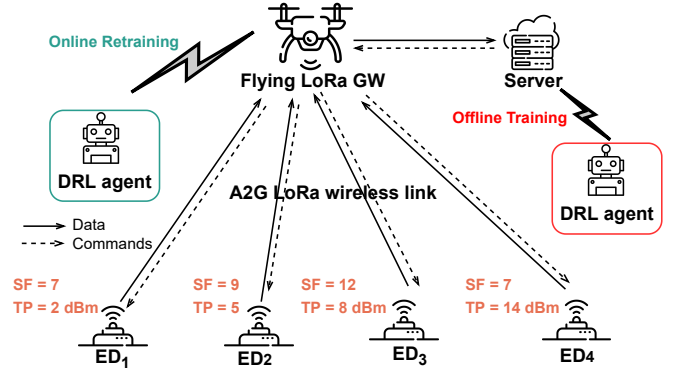 Online Retraining
Flying LoRa GW
Server
Offline Training
DRL agent
DRL agent
A2G LoRa wireless link
Data
Commands
SF = 7
TP = 2 dBm
SF = 9
TP = 5
SF = 12
TP = 8 dBm
SF = 7
TP = 14 dBm
ED1
ED2
ED3
ED4